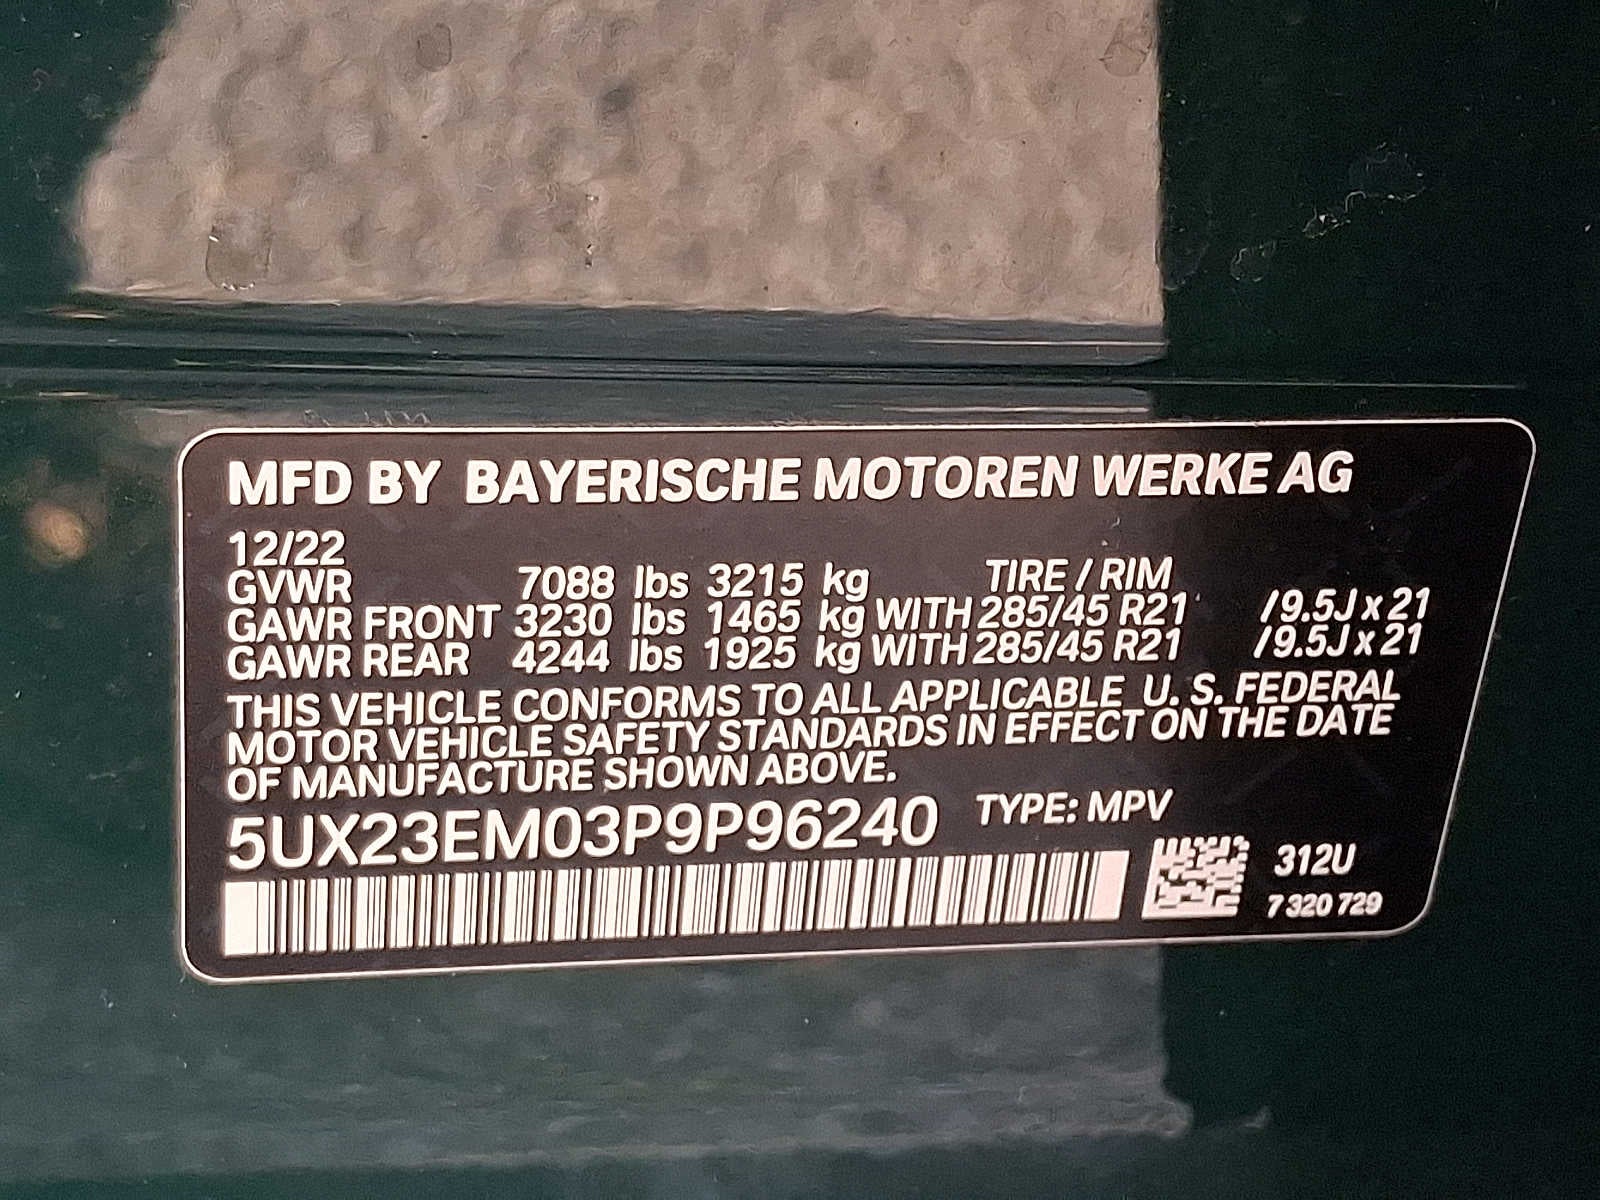 MFD BY BAYERISCHE MOTOREN WERKE AG
12/22
GVWR 7088 lbs 3215 kg TIRE / RIM
GAWR FRONT 3230 lbs 1465 kg WITH 285/45 R21 /9.5J x 21
GAWR REAR 4244 lbs 1925 kg WITH 285/45 R21 /9.5J x 21
THIS VEHICLE CONFORMS TO ALL APPLICABLE U. S. FEDERAL
MOTOR VEHICLE SAFETY STANDARDS IN EFFECT ON THE DATE
OF MANUFACTURE SHOWN ABOVE.
5UX23EM03P9P96240 TYPE: MPV
312U
7 320 729